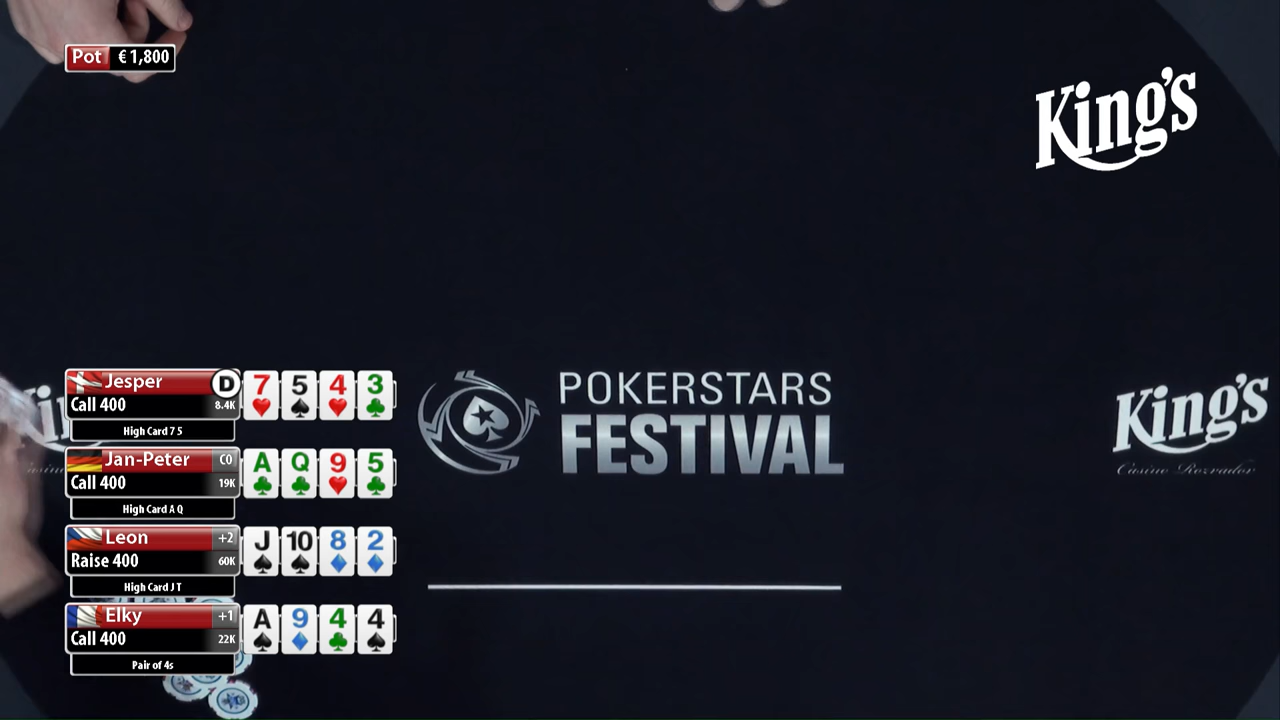 Pot € 1,800
King's
Jesper D
Call 400 8.4K
7 5 4 3
High Card 7 5
Jan-Peter CO
Call 400 19K
A Q 9 5
High Card A Q
Leon +2
Raise 400 60K
J 10 8 2
High Card J T
Elky +1
Call 400 22K
A 9 4 4
Pair of 4s
POKERSTARS
FESTIVAL
King's
Casino Rozvadov